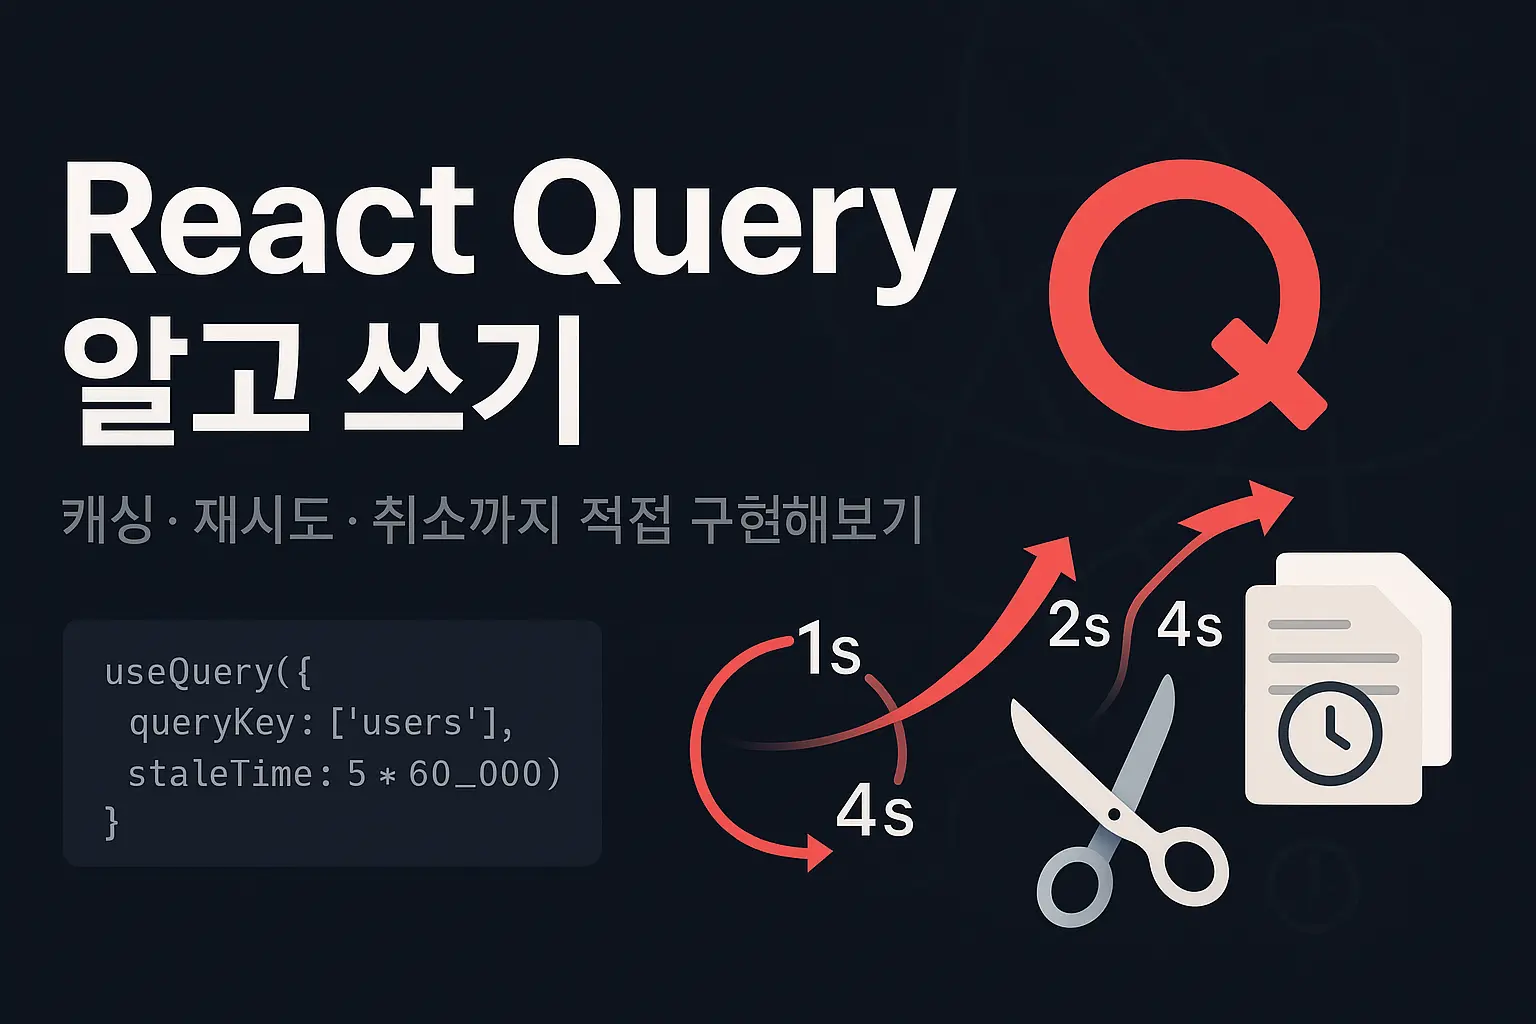 React Query
알고 쓰기
캐싱 · 재시도 · 취소까지 적접 구현해보기
useQuery({
queryKey: ['users'],
staleTime: 5 * 60_000)
}
Q
1s
4s
2s
4s